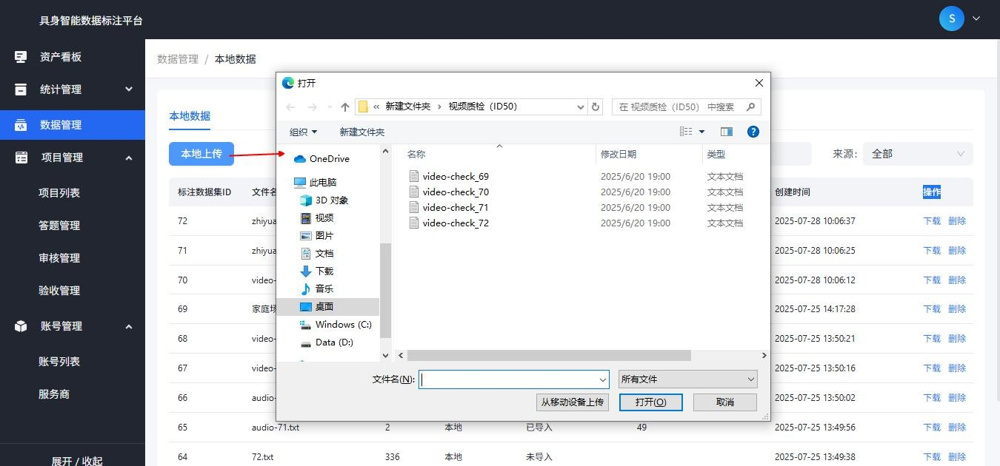 具身智能数据标注平台
S
资产看板
统计管理
数据管理
项目管理
项目列表
答题管理
审核管理
验收管理
账号管理
账号列表
服务商
展开 / 收起
数据管理 / 本地数据
本地数据
本地上传
来源: 全部
标注数据集ID 文件名 创建时间 操作
72 zhiyua 2025-07-28 10:06:37 下载 删除
71 zhiyua 2025-07-28 10:06:25 下载 删除
70 video- 2025-07-28 10:06:12 下载 删除
69 家庭场 2025-07-25 14:17:28 下载 删除
68 video- 2025-07-25 13:50:21 下载 删除
67 video- 2025-07-25 13:50:16 下载 删除
66 audio- 2025-07-25 13:50:02 下载 删除
65 audio-71.txt 2 本地 已导入 49 2025-07-25 13:49:56 下载 删除
64 72.txt 336 本地 未导入 2025-07-25 13:49:38 下载 删除
打开
« 新建文件夹 › 视频质检（ID50）
在 视频质检（ID50） 中搜索
组织 新建文件夹
OneDrive
此电脑
3D 对象
视频
图片
文档
下载
音乐
桌面
Windows (C:)
Data (D:)
名称 修改日期 类型
video-check_69 2025/6/20 19:00 文本文档
video-check_70 2025/6/20 19:00 文本文档
video-check_71 2025/6/20 19:00 文本文档
video-check_72 2025/6/20 19:00 文本文档
文件名(N): 所有文件
从移动设备上传 打开(O) 取消